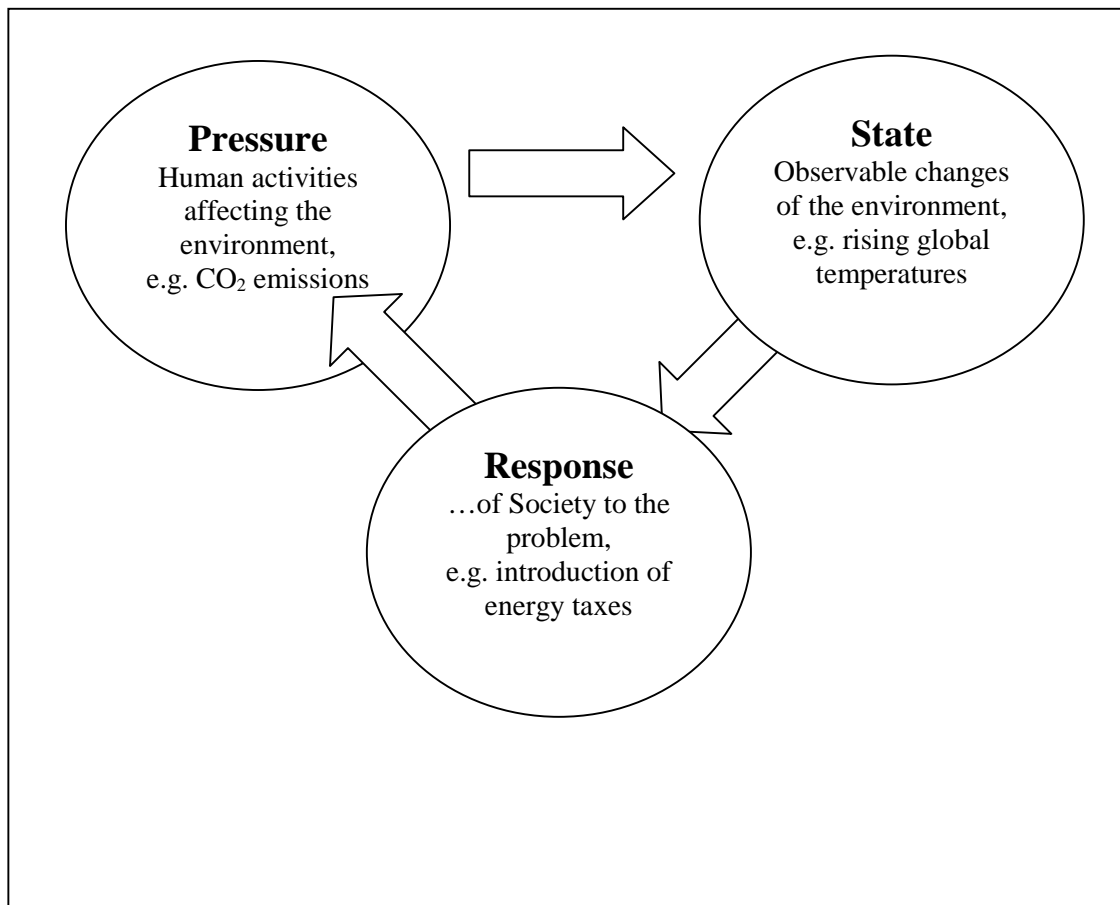 Pressure
Human activities
affecting the
environment,
e.g. CO₂ emissions
State
Observable changes
of the environment,
e.g. rising global
temperatures
Response
…of Society to the
problem,
e.g. introduction of
energy taxes